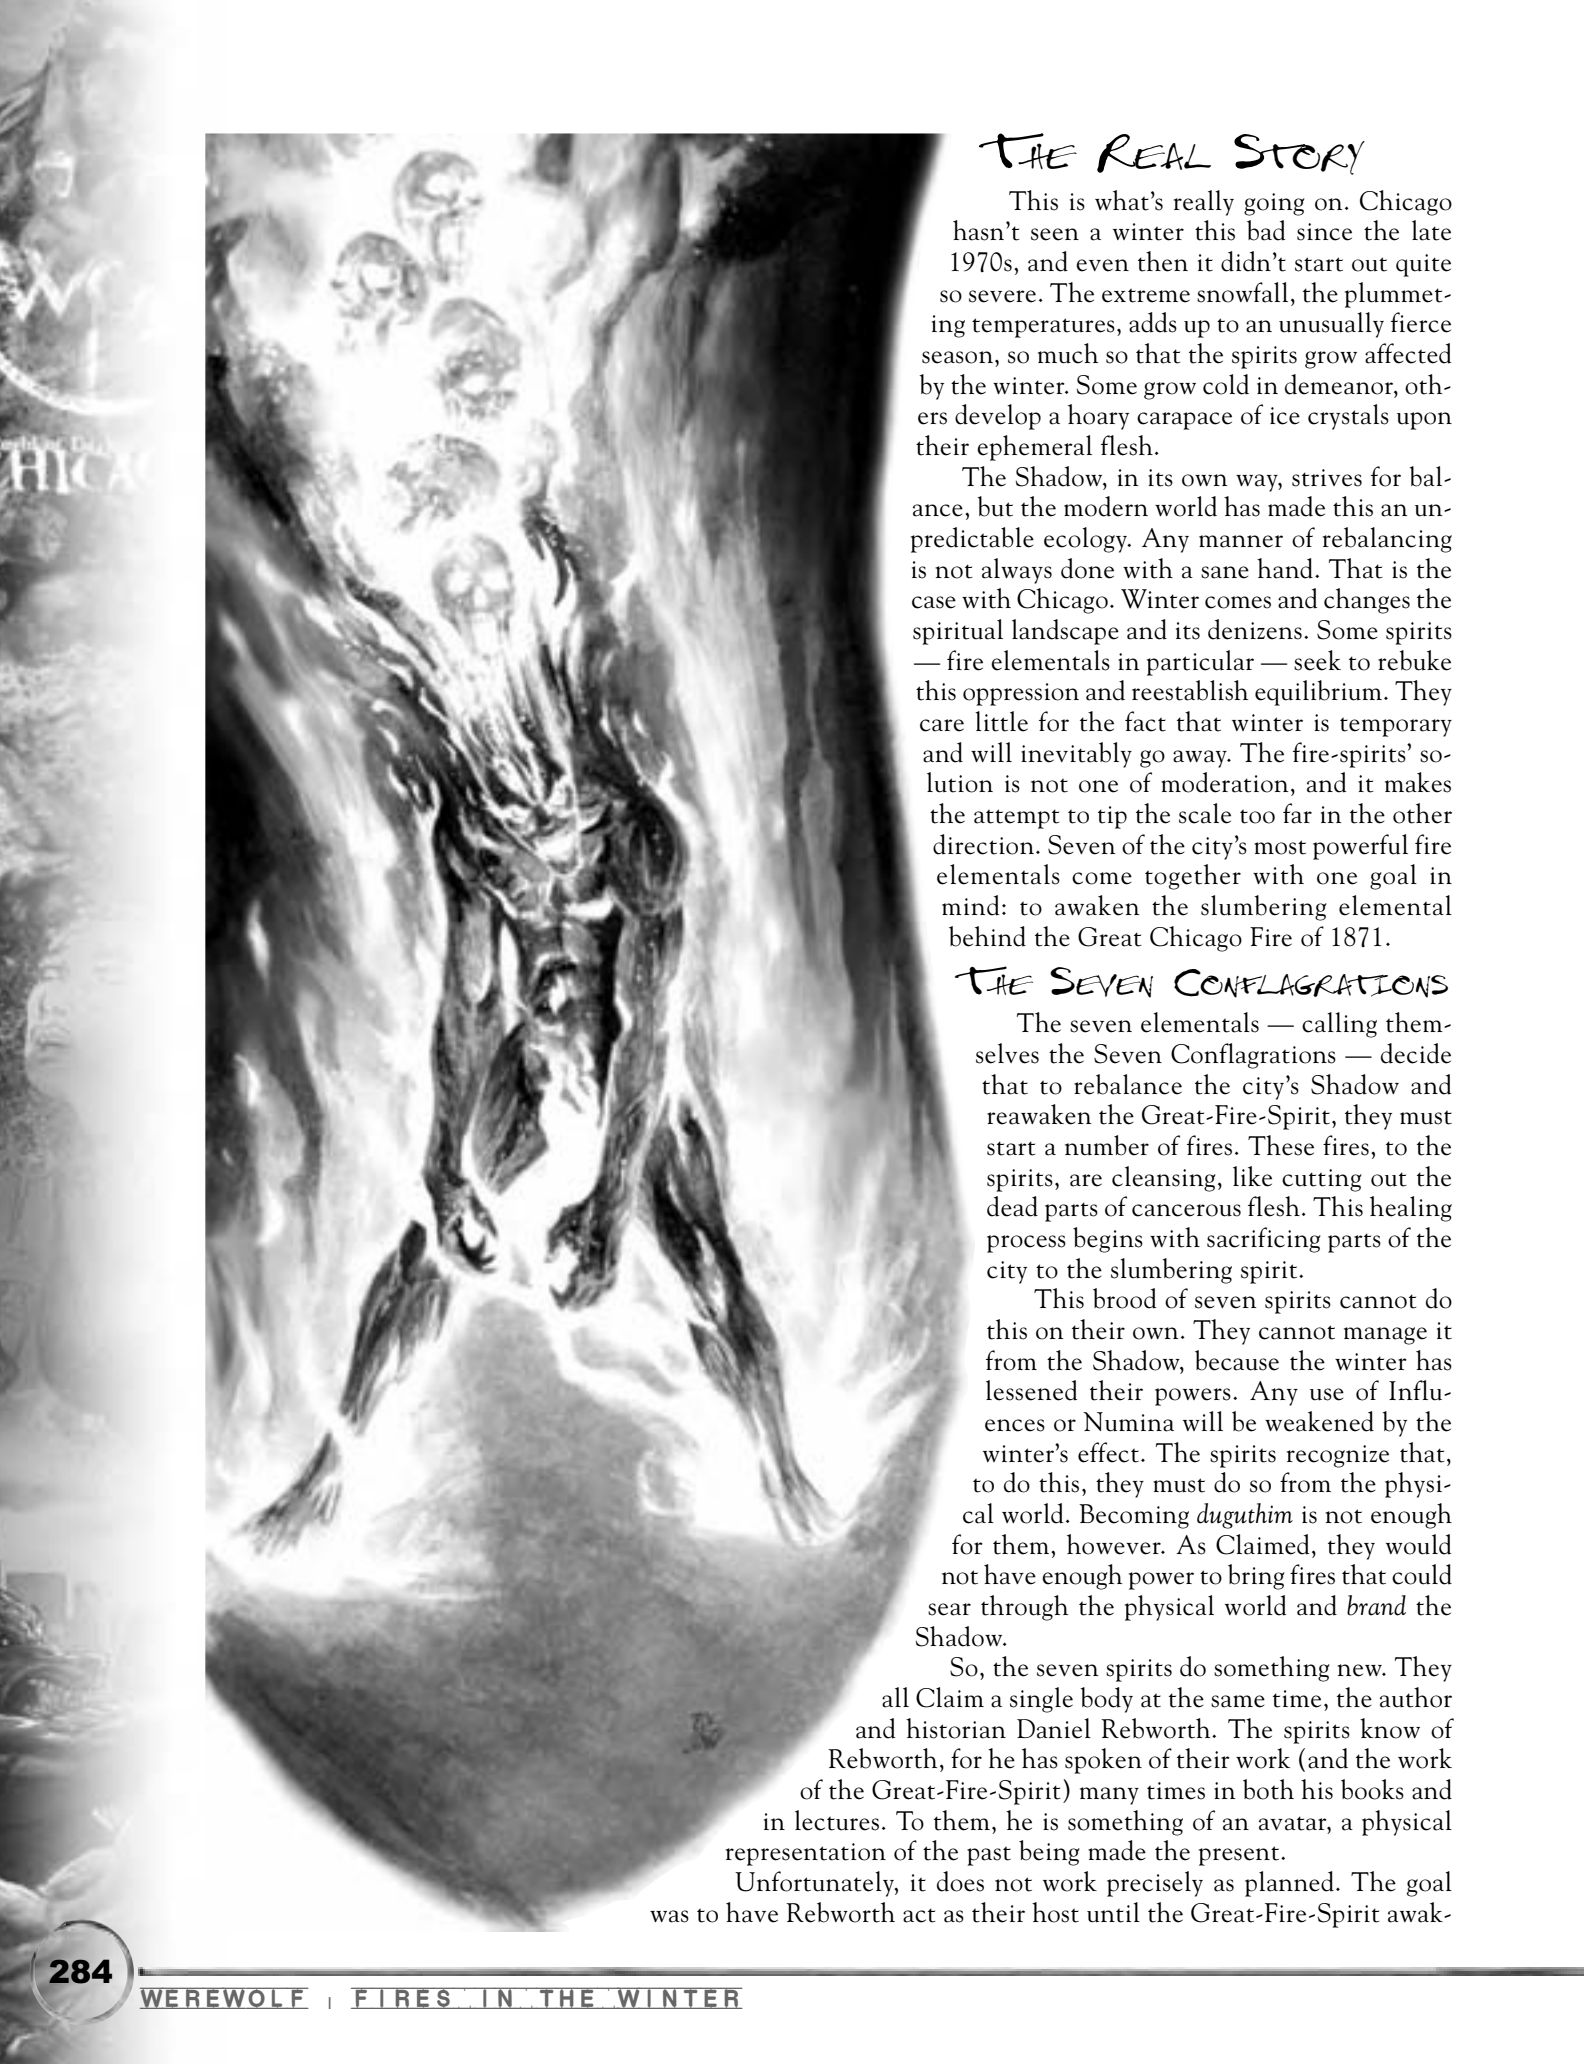 THE REAL STORY
This is what's really going on. Chicago
hasn't seen a winter this bad since the late
1970s, and even then it didn't start out quite
so severe. The extreme snowfall, the plummet-
ing temperatures, adds up to an unusually fierce
season, so much so that the spirits grow affected
by the winter. Some grow cold in demeanor, oth-
ers develop a hoary carapace of ice crystals upon
their ephemeral flesh.
The Shadow, in its own way, strives for bal-
ance, but the modern world has made this an un-
predictable ecology. Any manner of rebalancing
is not always done with a sane hand. That is the
case with Chicago. Winter comes and changes the
spiritual landscape and its denizens. Some spirits
— fire elementals in particular — seek to rebuke
this oppression and reestablish equilibrium. They
care little for the fact that winter is temporary
and will inevitably go away. The fire-spirits' so-
lution is not one of moderation, and it makes
the attempt to tip the scale too far in the other
direction. Seven of the city's most powerful fire
elementals come together with one goal in
mind: to awaken the slumbering elemental
behind the Great Chicago Fire of 1871.
THE SEVEN CONFLAGRATIONS
The seven elementals — calling them-
selves the Seven Conflagrations — decide
that to rebalance the city's Shadow and
reawaken the Great-Fire-Spirit, they must
start a number of fires. These fires, to the
spirits, are cleansing, like cutting out the
dead parts of cancerous flesh. This healing
process begins with sacrificing parts of the
city to the slumbering spirit.
This brood of seven spirits cannot do
this on their own. They cannot manage it
from the Shadow, because the winter has
lessened their powers. Any use of Influ-
ences or Numina will be weakened by the
winter's effect. The spirits recognize that,
to do this, they must do so from the physi-
cal world. Becoming duguthim is not enough
for them, however. As Claimed, they would
not have enough power to bring fires that could
sear through the physical world and brand the
Shadow.
So, the seven spirits do something new. They
all Claim a single body at the same time, the author
and historian Daniel Rebworth. The spirits know of
Rebworth, for he has spoken of their work (and the work
of the Great-Fire-Spirit) many times in both his books and
in lectures. To them, he is something of an avatar, a physical
representation of the past being made the present.
Unfortunately, it does not work precisely as planned. The goal
was to have Rebworth act as their host until the Great-Fire-Spirit awak-
284
WEREWOLF | FIRES IN THE WINTER